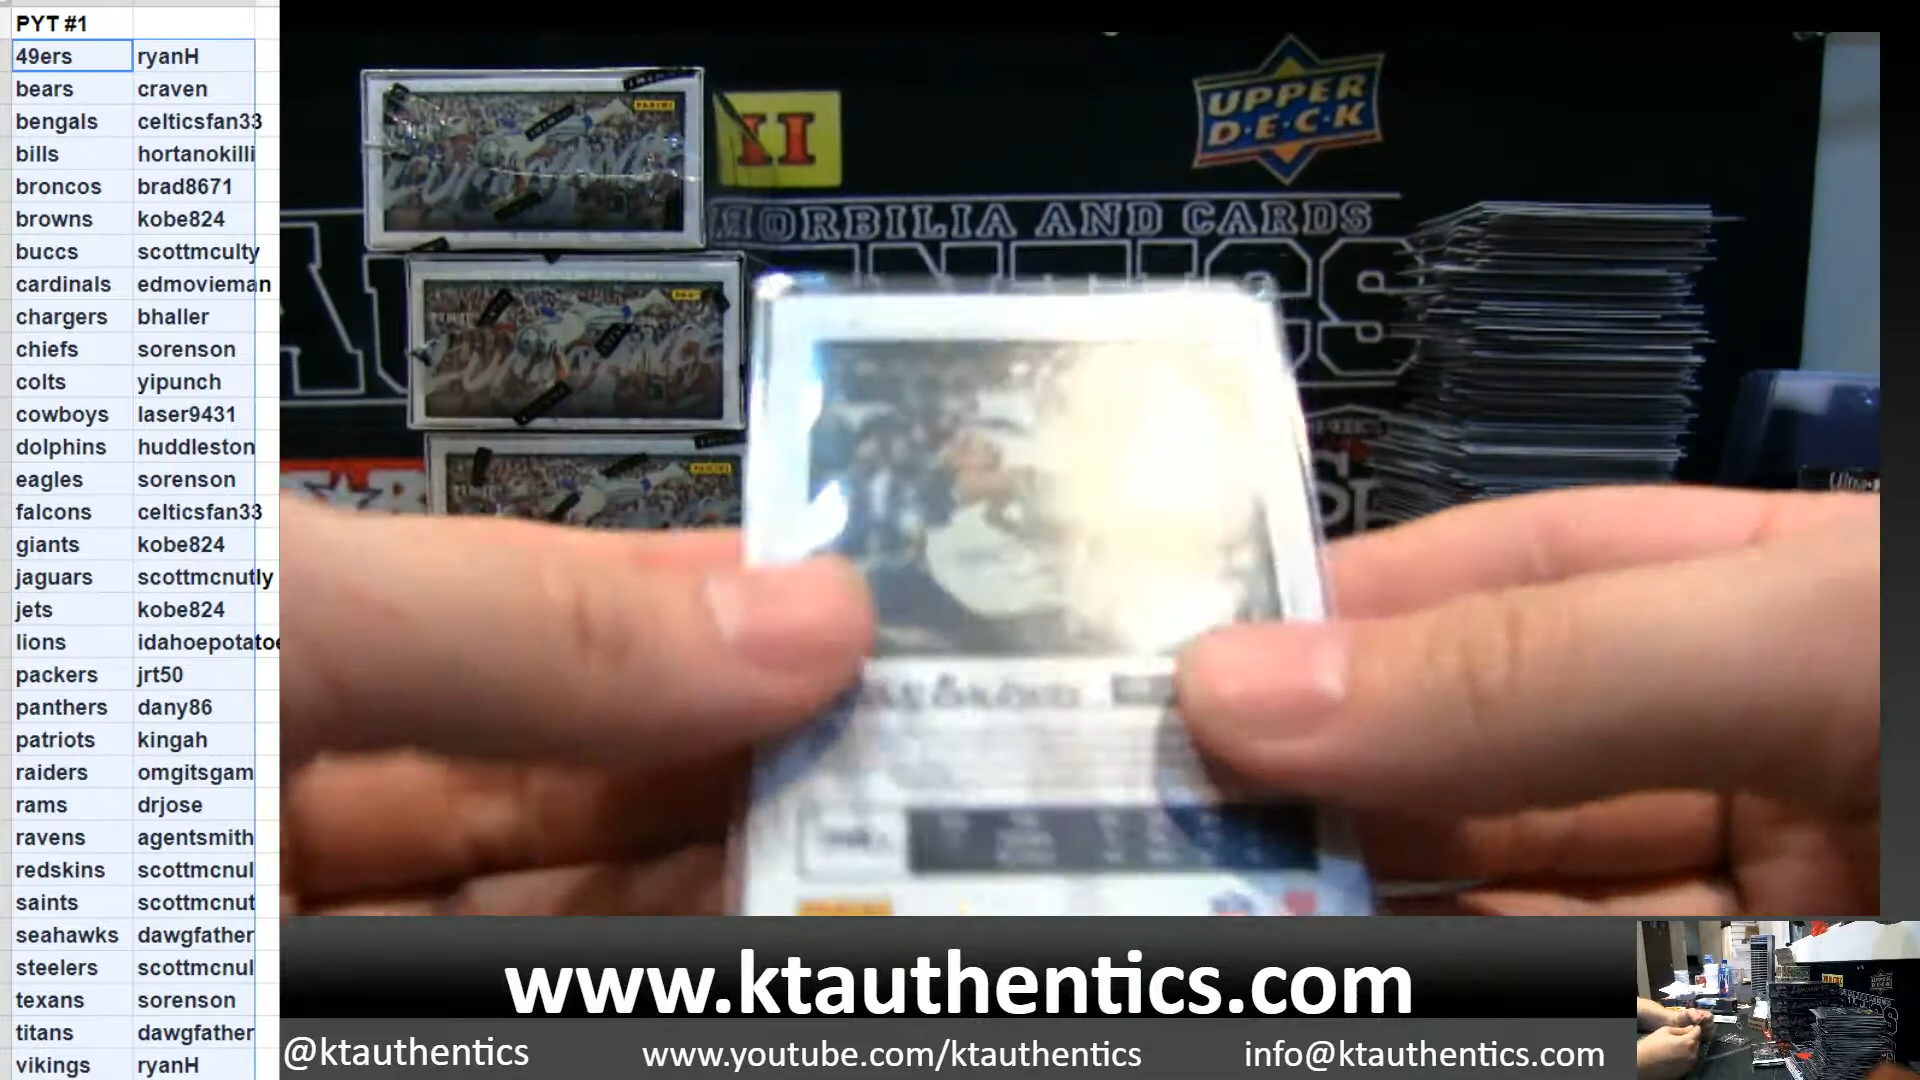 PYT #1
49ers ryanH
bears craven
bengals celticsfan33
bills hortanokilli
broncos brad8671
browns kobe824
buccs scottmculty
cardinals edmovieman
chargers bhaller
chiefs sorenson
colts yipunch
cowboys laser9431
dolphins huddleston
eagles sorenson
falcons celticsfan33
giants kobe824
jaguars scottmcnutly
jets kobe824
lions idahoepotatoe
packers jrt50
panthers dany86
patriots kingah
raiders omgitsgam
rams drjose
ravens agentsmith
redskins scottmcnul
saints scottmcnut
seahawks dawgfather
steelers scottmcnul
texans sorenson
titans dawgfather
vikings ryanH
PANINI
UPPER
D·E·C·K
MORBILIA AND CARDS
www.ktauthentics.com
@ktauthentics
www.youtube.com/ktauthentics
info@ktauthentics.com